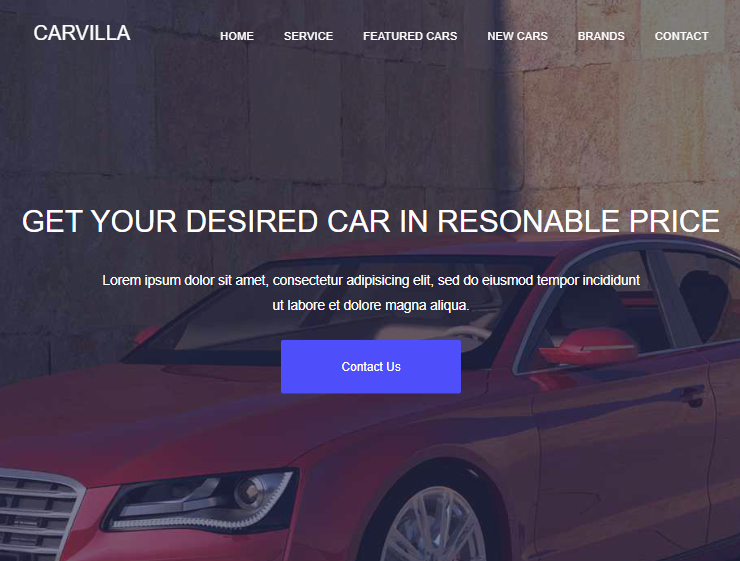 CARVILLA
HOME SERVICE FEATURED CARS NEW CARS BRANDS CONTACT
GET YOUR DESIRED CAR IN RESONABLE PRICE
Lorem ipsum dolor sit amet, consectetur adipisicing elit, sed do eiusmod tempor incididunt
ut labore et dolore magna aliqua.
Contact Us